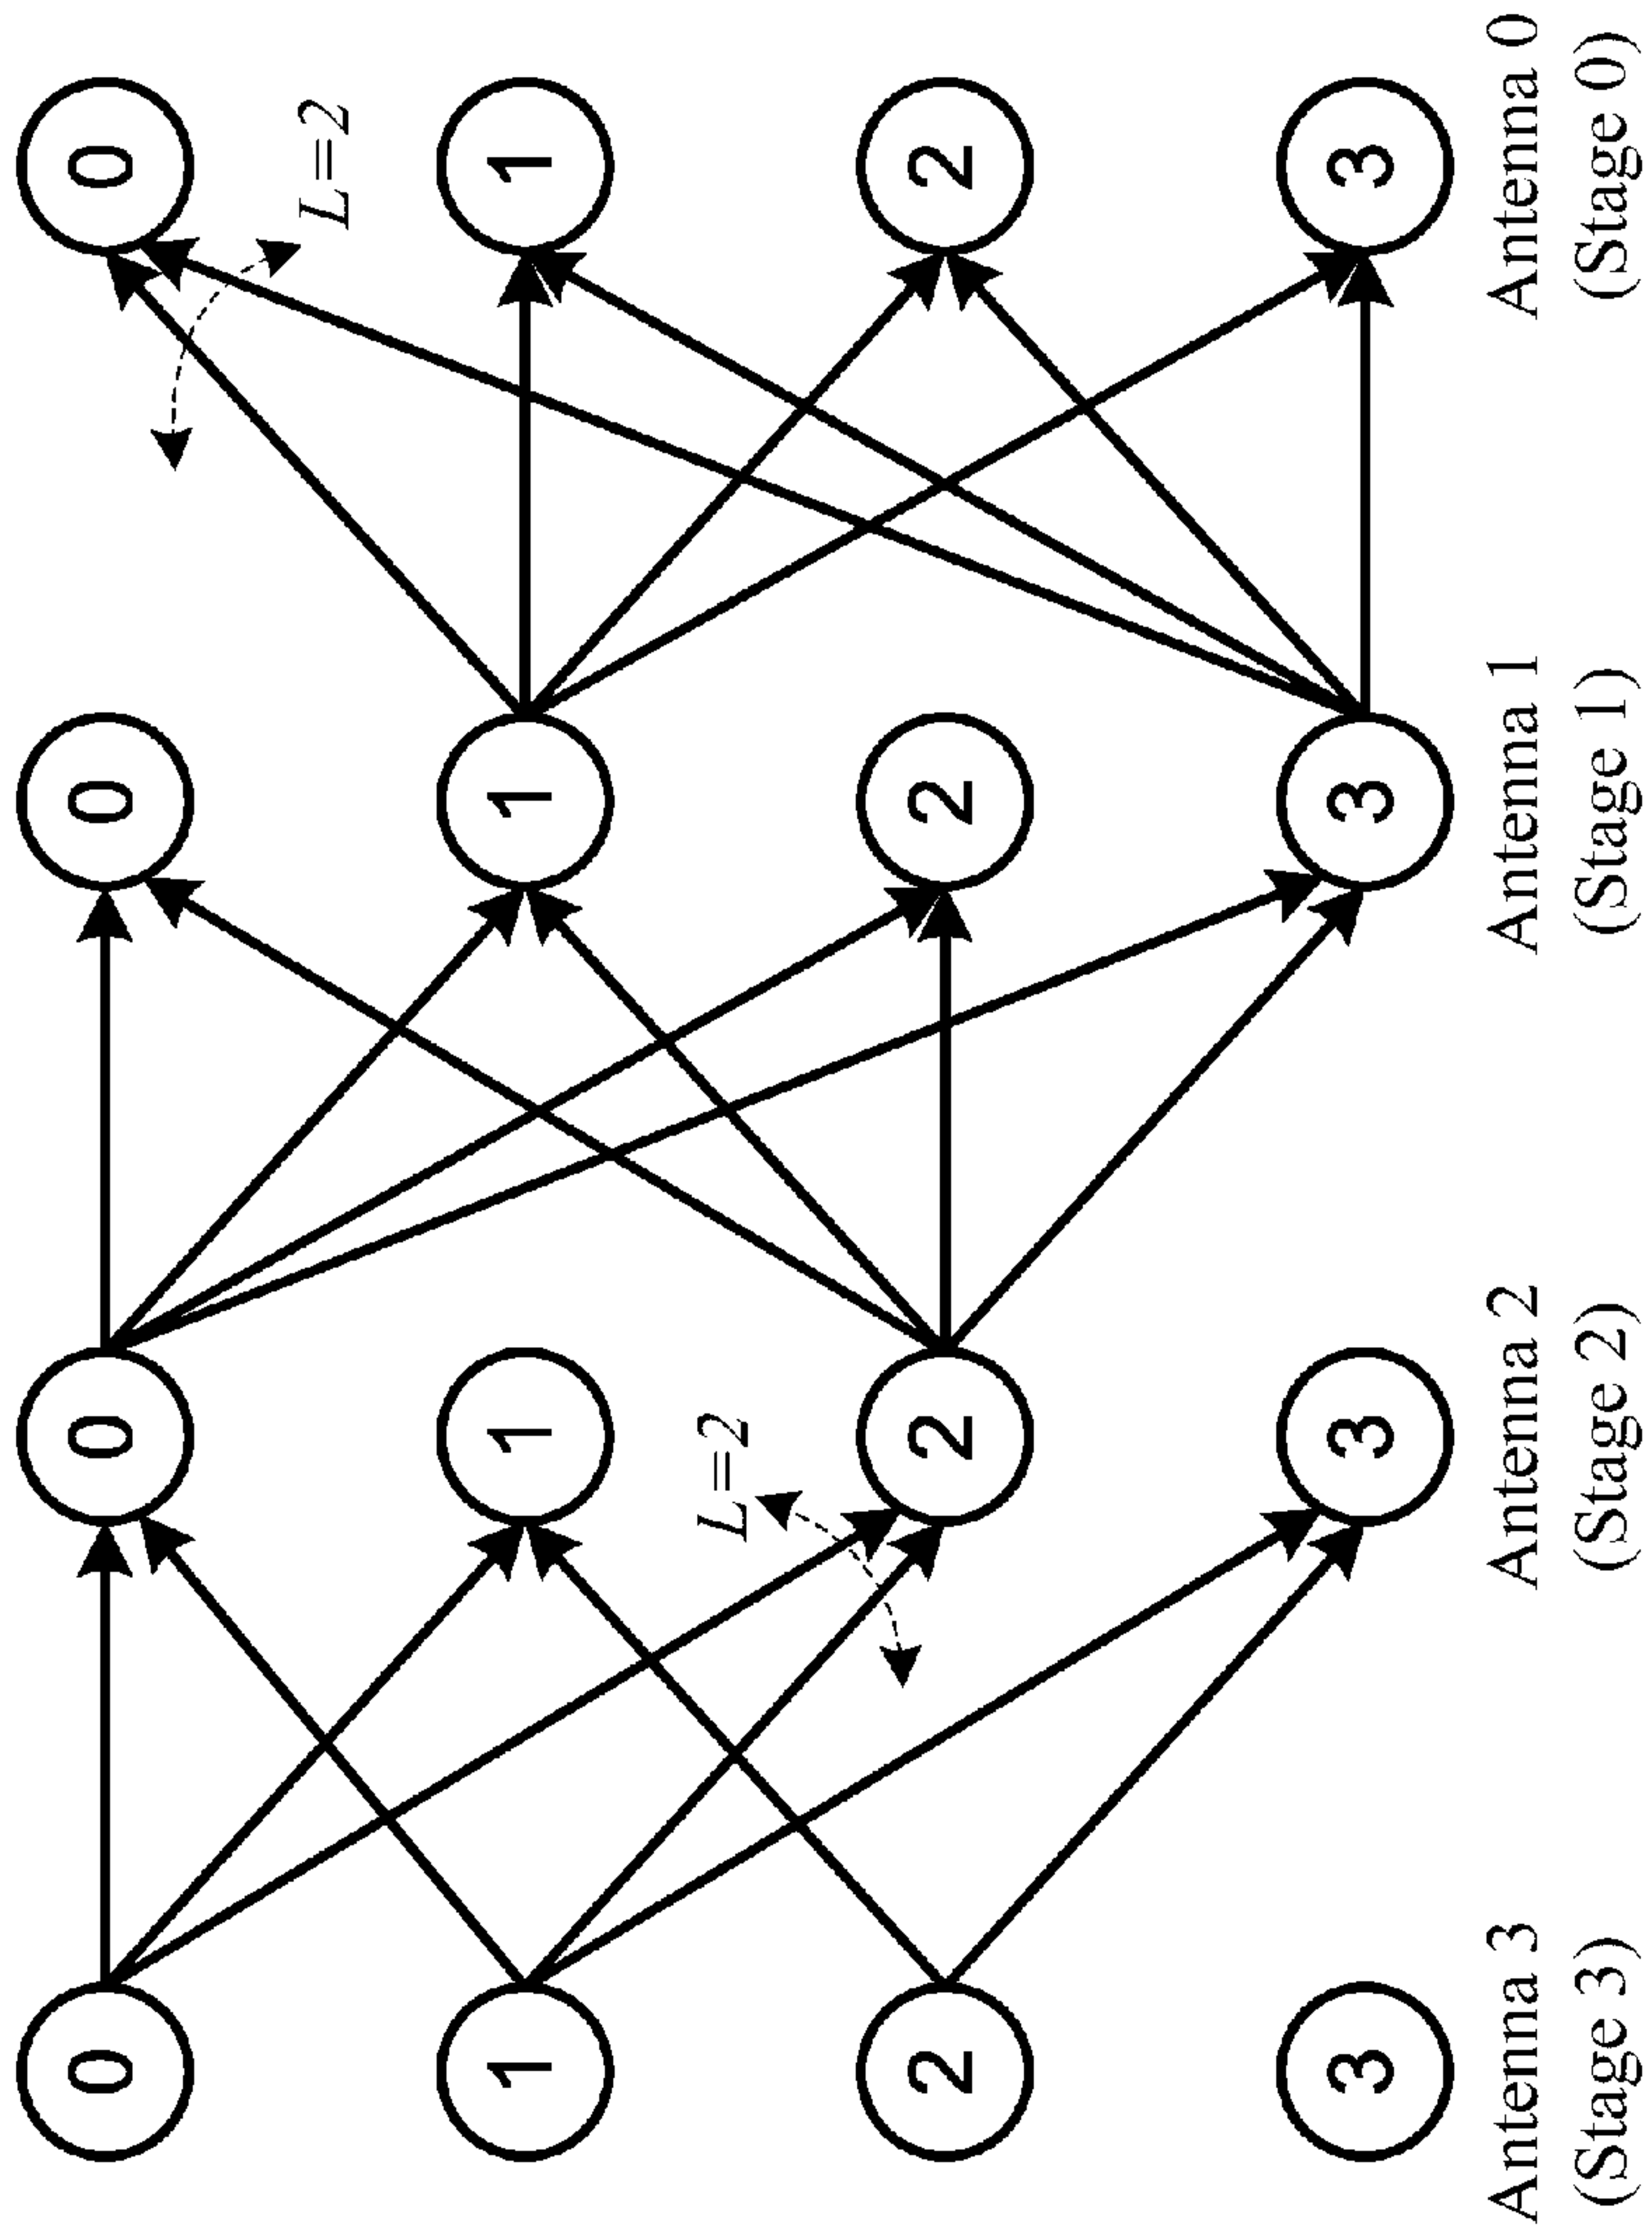 0 0 0 0
L=2
1 1 1 1
L=2
2 2 2 2
3 3 3 3
Antenna 3 Antenna 2 Antenna 1 Antenna 0
(Stage 3) (Stage 2) (Stage 1) (Stage 0)